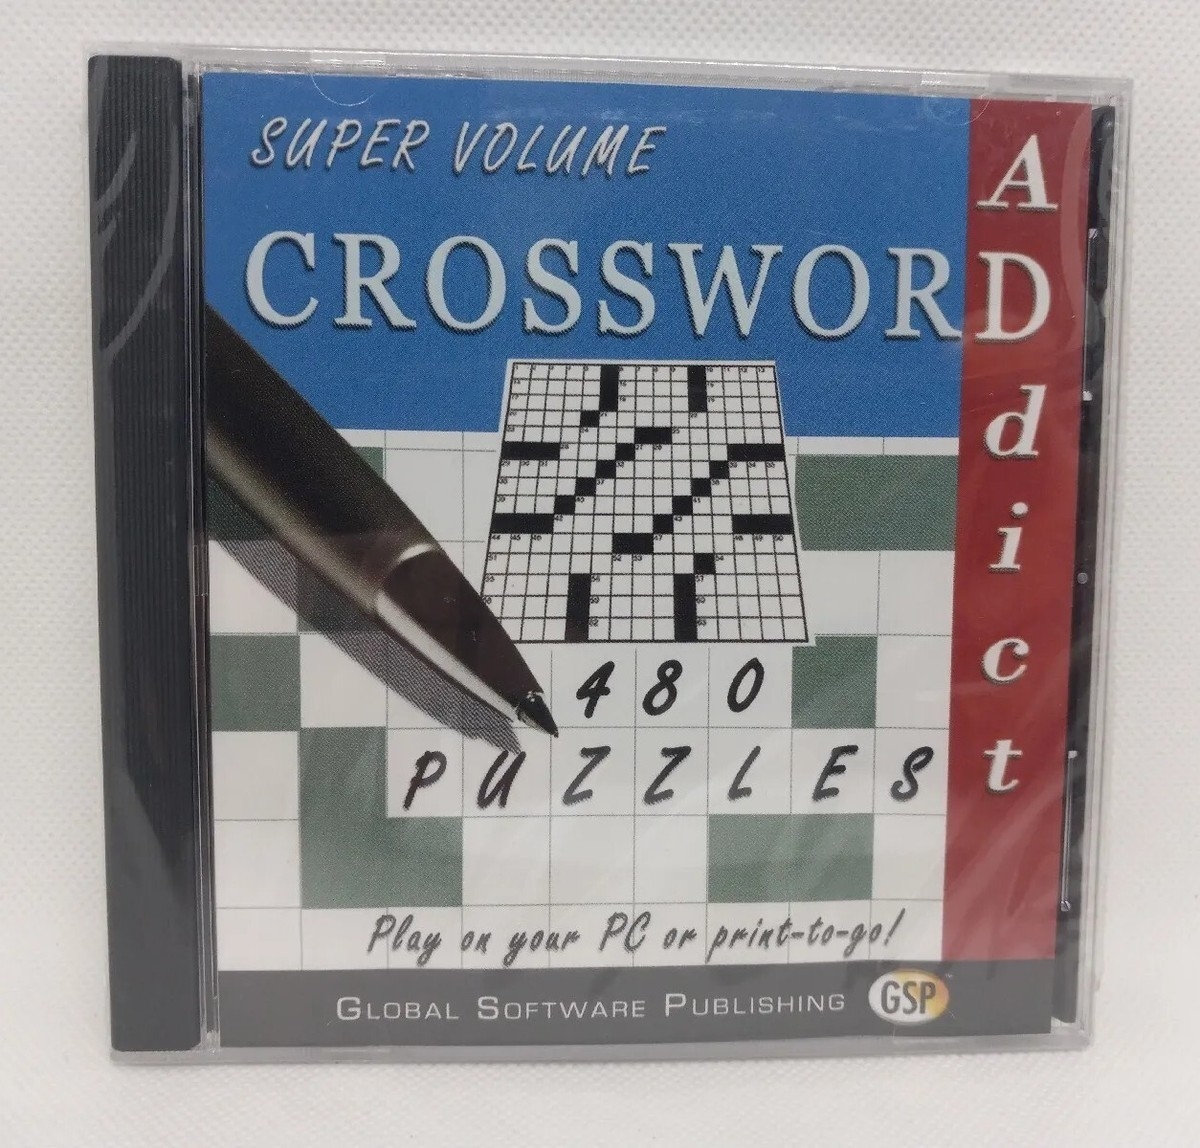 SUPER VOLUME
CROSSWORD
Addict
480
PUZZLES
Play on your PC or print-to-go!
GLOBAL SOFTWARE PUBLISHING
GSP